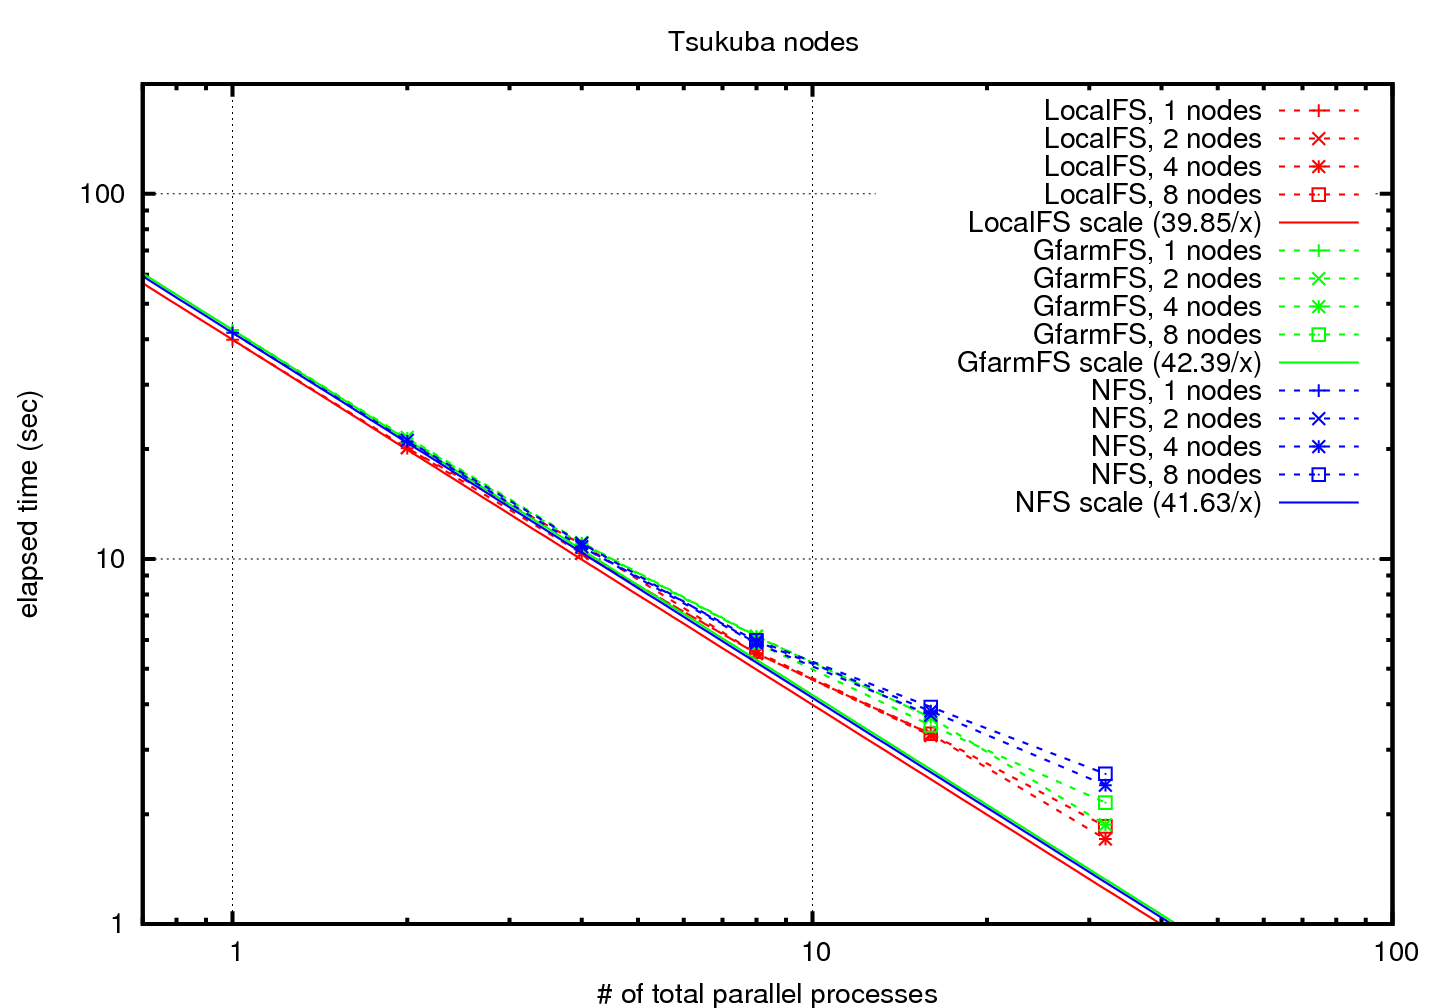 Tsukuba nodes
LocalFS, 1 nodes
LocalFS, 2 nodes
LocalFS, 4 nodes
LocalFS, 8 nodes
LocalFS scale (39.85/x)
GfarmFS, 1 nodes
GfarmFS, 2 nodes
GfarmFS, 4 nodes
GfarmFS, 8 nodes
GfarmFS scale (42.39/x)
NFS, 1 nodes
NFS, 2 nodes
NFS, 4 nodes
NFS, 8 nodes
NFS scale (41.63/x)
elapsed time (sec)
100
10
1
1 10 100
# of total parallel processes